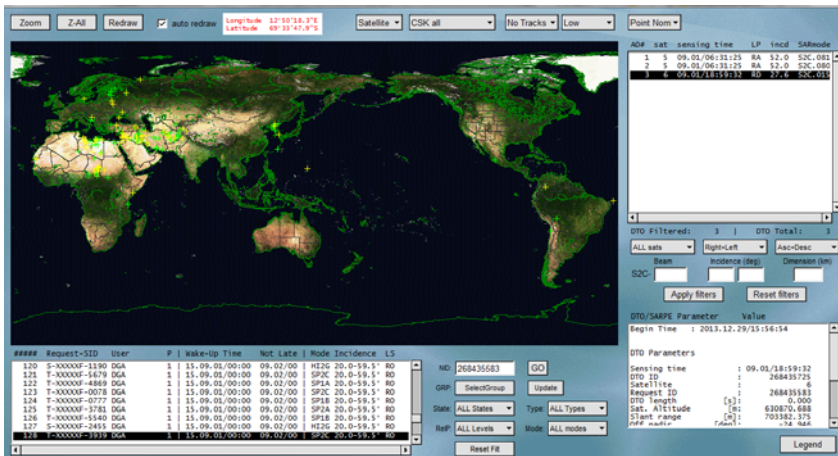 Zoom Z-All Redraw auto redraw Longitude 12°50'18.3"E Satellite CSK all No Tracks Low Point Nom
Latitude 69°33'47.9"S
AO# sat sensing time LP incd SARmode
1 5 09.01/06:31:25 RA 52.0 S2C.081
2 5 09.01/06:31:25 RA 52.0 S2C.080
3 6 09.01/18:59:32 RD 27.6 S2C.011
DTO Filtered: 3 | DTO Total: 3
ALL sats Right+Left Asc+Desc
Beam Incidence (deg) Dimension (km)
S2C-
Apply filters Reset filters
DTO/SARPE Parameter Value
Begin Time : 2013.12.29/15:56:54
DTO Parameters
Sensing time : 09.01/18:59:32
DTO ID : 268435725
Satellite : 6
Request ID : 268435583
DTO length [s]: 0.000
Sat. Altitude [m: 630870.688
Slant range [m]: 703382.375
Off nadir [deg]: -24.946
Legend
##### Request-SID User P | Wake-Up Time Not Late | Mode Incidence LS
120 S-XXXXXF-1190 DGA 1 | 15.09.01/00:00 09.02/00 | HI2G 20.0-59.5° RO
121 T-XXXXXF-5679 DGA 1 | 15.09.01/00:00 09.02/00 | SP2C 20.0-59.5° RO
122 T-XXXXXF-4869 DGA 1 | 15.09.01/00:00 09.02/00 | SP1A 20.0-59.5° RO
123 T-XXXXXF-0078 DGA 1 | 15.09.01/00:00 09.02/00 | SP2C 20.0-59.5° RO
124 T-XXXXXF-0777 DGA 1 | 15.09.01/00:00 09.02/00 | SP1B 20.0-59.5° RO
125 T-XXXXXF-3781 DGA 1 | 15.09.01/00:00 09.02/00 | SP2A 20.0-59.5° RO
126 T-XXXXXF-5540 DGA 1 | 15.09.01/00:00 09.02/00 | SP1B 20.0-59.5° RO
127 S-XXXXXF-2455 DGA 1 | 15.09.01/00:00 09.02/00 | HI2G 20.0-59.5° RO
128 T-XXXXXF-3939 DGA 1 | 15.09.01/00:00 09.02/00 | SP2C 20.0-59.5° RO
NID: 268435583 GO
GRP: SelectGroup Update
State: ALL States Type: ALL Types
RelP: ALL Levels Mode: ALL modes
Reset Filt